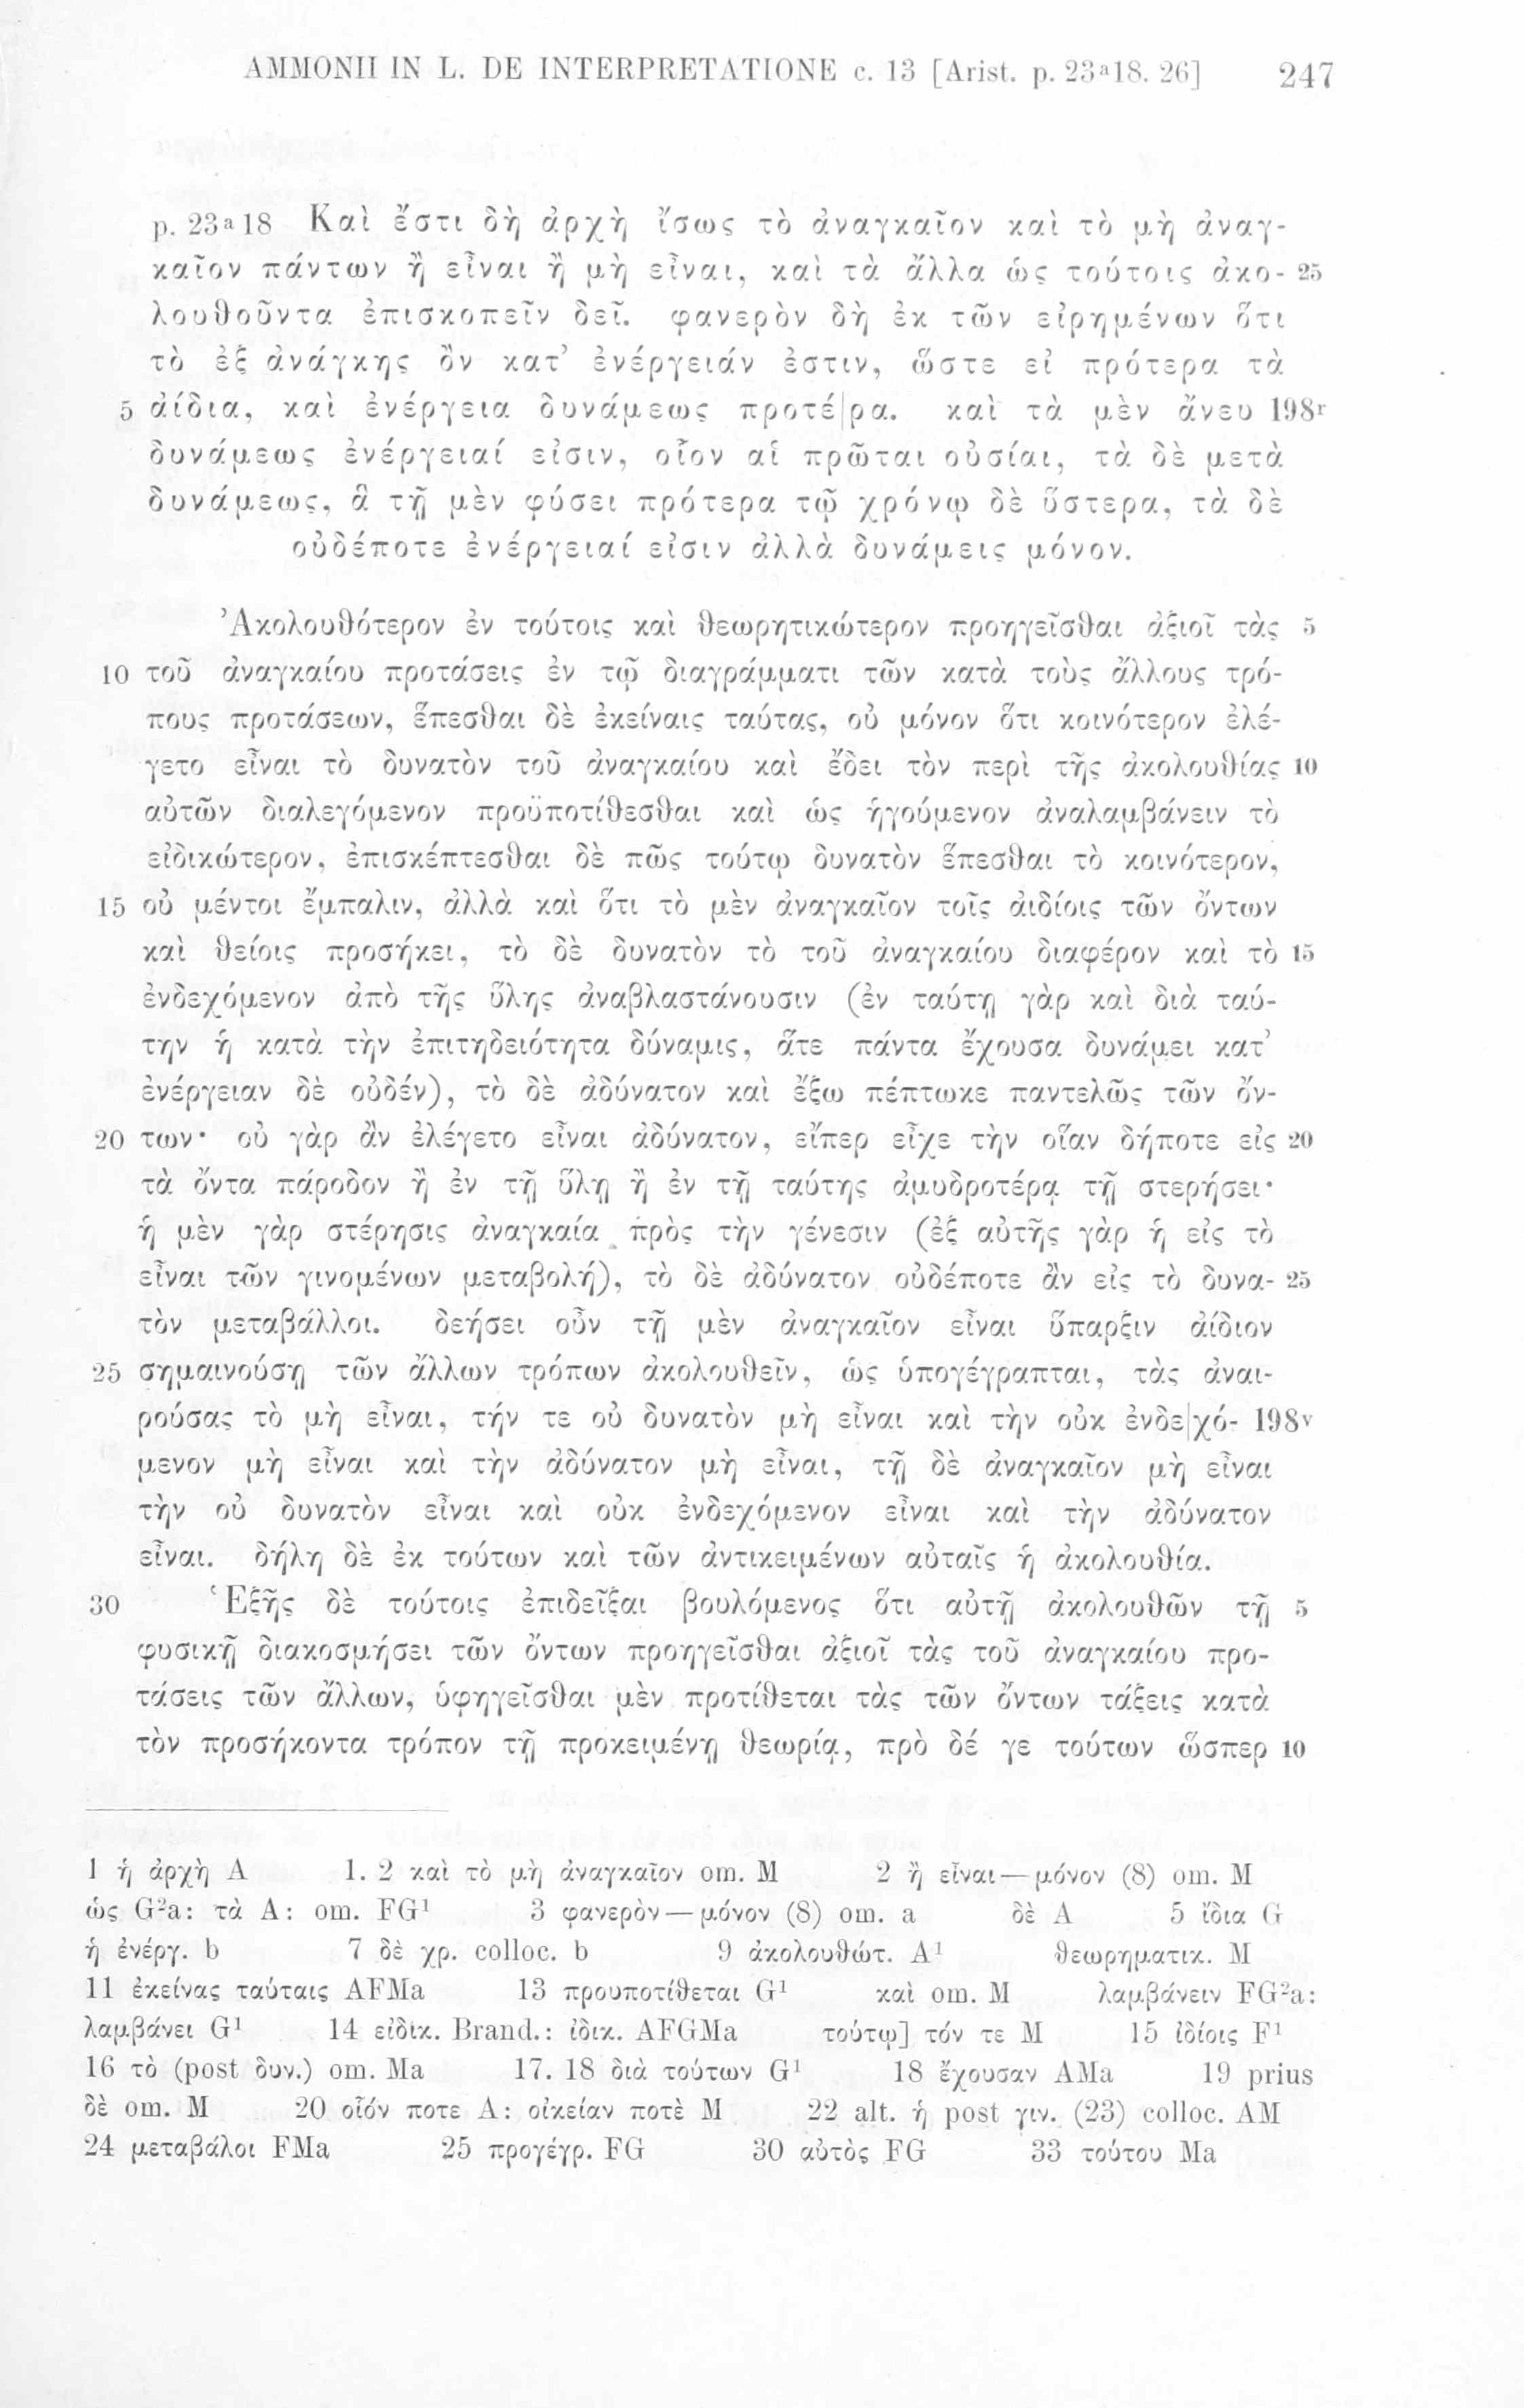 AMMONII IN L. DE INTERPRETATIONE c. 13 [Arist. p. 23ᵃ18. 26] 247
p. 23ᵃ18 Καὶ ἔστι δὴ ἀρχὴ ἴσως τὸ ἀναγκαῖον καὶ τὸ μὴ ἀναγ-
καῖον πάντων ἢ εἶναι ἢ μὴ εἶναι, καὶ τὰ ἄλλα ὡς τούτοις ἀκο- 25
λουθοῦντα ἐπισκοπεῖν δεῖ. φανερὸν δὴ ἐκ τῶν εἰρημένων ὅτι
τὸ ἐξ ἀνάγκης ὂν κατ’ ἐνέργειάν ἐστιν, ὥστε εἰ πρότερα τὰ
5 ἀίδια, καὶ ἐνέργεια δυνάμεως προτέ|ρα. καὶ τὰ μὲν ἄνευ 198ʳ
δυνάμεως ἐνέργειαί εἰσιν, οἷον αἱ πρῶται οὐσίαι, τὰ δὲ μετὰ
δυνάμεως, ἃ τῇ μὲν φύσει πρότερα τῷ χρόνῳ δὲ ὕστερα, τὰ δὲ
οὐδέποτε ἐνέργειαί εἰσιν ἀλλὰ δυνάμεις μόνον.
Ἀκολουθότερον ἐν τούτοις καὶ θεωρητικώτερον προηγεῖσθαι ἀξιοῖ τὰς 5
10 τοῦ ἀναγκαίου προτάσεις ἐν τῷ διαγράμματι τῶν κατὰ τοὺς ἄλλους τρό-
πους προτάσεων, ἕπεσθαι δὲ ἐκείναις ταύτας, οὐ μόνον ὅτι κοινότερον ἐλέ-
γετο εἶναι τὸ δυνατὸν τοῦ ἀναγκαίου καὶ ἔδει τὸν περὶ τῆς ἀκολουθίας 10
αὐτῶν διαλεγόμενον προϋποτίθεσθαι καὶ ὡς ἡγούμενον ἀναλαμβάνειν τὸ
εἰδικώτερον, ἐπισκέπτεσθαι δὲ πῶς τούτῳ δυνατὸν ἕπεσθαι τὸ κοινότερον,
15 οὐ μέντοι ἔμπαλιν, ἀλλὰ καὶ ὅτι τὸ μὲν ἀναγκαῖον τοῖς ἀιδίοις τῶν ὄντων
καὶ θείοις προσήκει, τὸ δὲ δυνατὸν τὸ τοῦ ἀναγκαίου διαφέρον καὶ τὸ 15
ἐνδεχόμενον ἀπὸ τῆς ὕλης ἀναβλαστάνουσιν (ἐν ταύτῃ γὰρ καὶ διὰ ταύ-
την ἡ κατὰ τὴν ἐπιτηδειότητα δύναμις, ἅτε πάντα ἔχουσα δυνάμει κατ’
ἐνέργειαν δὲ οὐδέν), τὸ δὲ ἀδύνατον καὶ ἔξω πέπτωκε παντελῶς τῶν ὄν-
20 των· οὐ γὰρ ἂν ἐλέγετο εἶναι ἀδύνατον, εἴπερ εἶχε τὴν οἵαν δήποτε εἰς 20
τὰ ὄντα πάροδον ἢ ἐν τῇ ὕλῃ ἢ ἐν τῇ ταύτης ἀμυδροτέρᾳ τῇ στερήσει·
ἡ μὲν γὰρ στέρησις ἀναγκαία πρὸς τὴν γένεσιν (ἐξ αὐτῆς γὰρ ἡ εἰς τὸ
εἶναι τῶν γινομένων μεταβολή), τὸ δὲ ἀδύνατον οὐδέποτε ἂν εἰς τὸ δυνα- 25
τὸν μεταβάλλοι. δεήσει οὖν τῇ μὲν ἀναγκαῖον εἶναι ὕπαρξιν ἀίδιον
25 σημαινούσῃ τῶν ἄλλων τρόπων ἀκολουθεῖν, ὡς ὑπογέγραπται, τὰς ἀναι-
ρούσας τὸ μὴ εἶναι, τήν τε οὐ δυνατὸν μὴ εἶναι καὶ τὴν οὐκ ἐνδε|χό- 198ᵛ
μενον μὴ εἶναι καὶ τὴν ἀδύνατον μὴ εἶναι, τῇ δὲ ἀναγκαῖον μὴ εἶναι
τὴν οὐ δυνατὸν εἶναι καὶ οὐκ ἐνδεχόμενον εἶναι καὶ τὴν ἀδύνατον
εἶναι. δήλη δὲ ἐκ τούτων καὶ τῶν ἀντικειμένων αὐταῖς ἡ ἀκολουθία.
30 Ἑξῆς δὲ τούτοις ἐπιδεῖξαι βουλόμενος ὅτι αὐτῇ ἀκολουθῶν τῇ 5
φυσικῇ διακοσμήσει τῶν ὄντων προηγεῖσθαι ἀξιοῖ τὰς τοῦ ἀναγκαίου προ-
τάσεις τῶν ἄλλων, ὑφηγεῖσθαι μὲν προτίθεται τὰς τῶν ὄντων τάξεις κατὰ
τὸν προσήκοντα τρόπον τῇ προκειμένῃ θεωρίᾳ, πρὸ δέ γε τούτων ὥσπερ 10
1 ἡ ἀρχὴ A 1. 2 καὶ τὸ μὴ ἀναγκαῖον om. M 2 ἢ εἶναι—μόνον (8) om. M
ὡς G²a: τὰ A: om. FG¹ 3 φανερὸν—μόνον (8) om. a δὲ A 5 ἴδια G
ἡ ἐνέργ. b 7 δὲ χρ. colloc. b 9 ἀκολουθώτ. A¹ θεωρηματικ. M
11 ἐκείνας ταύταις AFMa 13 προυποτίθεται G¹ καὶ om. M λαμβάνειν FG²a:
λαμβάνει G¹ 14 εἰδικ. Brand.: ἰδικ. AFGMa τούτῳ] τόν τε M 15 ἰδίοις F¹
16 τὸ (post δυν.) om. Ma 17. 18 διὰ τούτων G¹ 18 ἔχουσαν AMa 19 prius
δὲ om. M 20 οἷόν ποτε A: οἰκείαν ποτὲ M 22 alt. ἡ post γιν. (23) colloc. AM
24 μεταβάλοι FMa 25 προγέγρ. FG 30 αὐτὸς FG 33 τούτου Ma